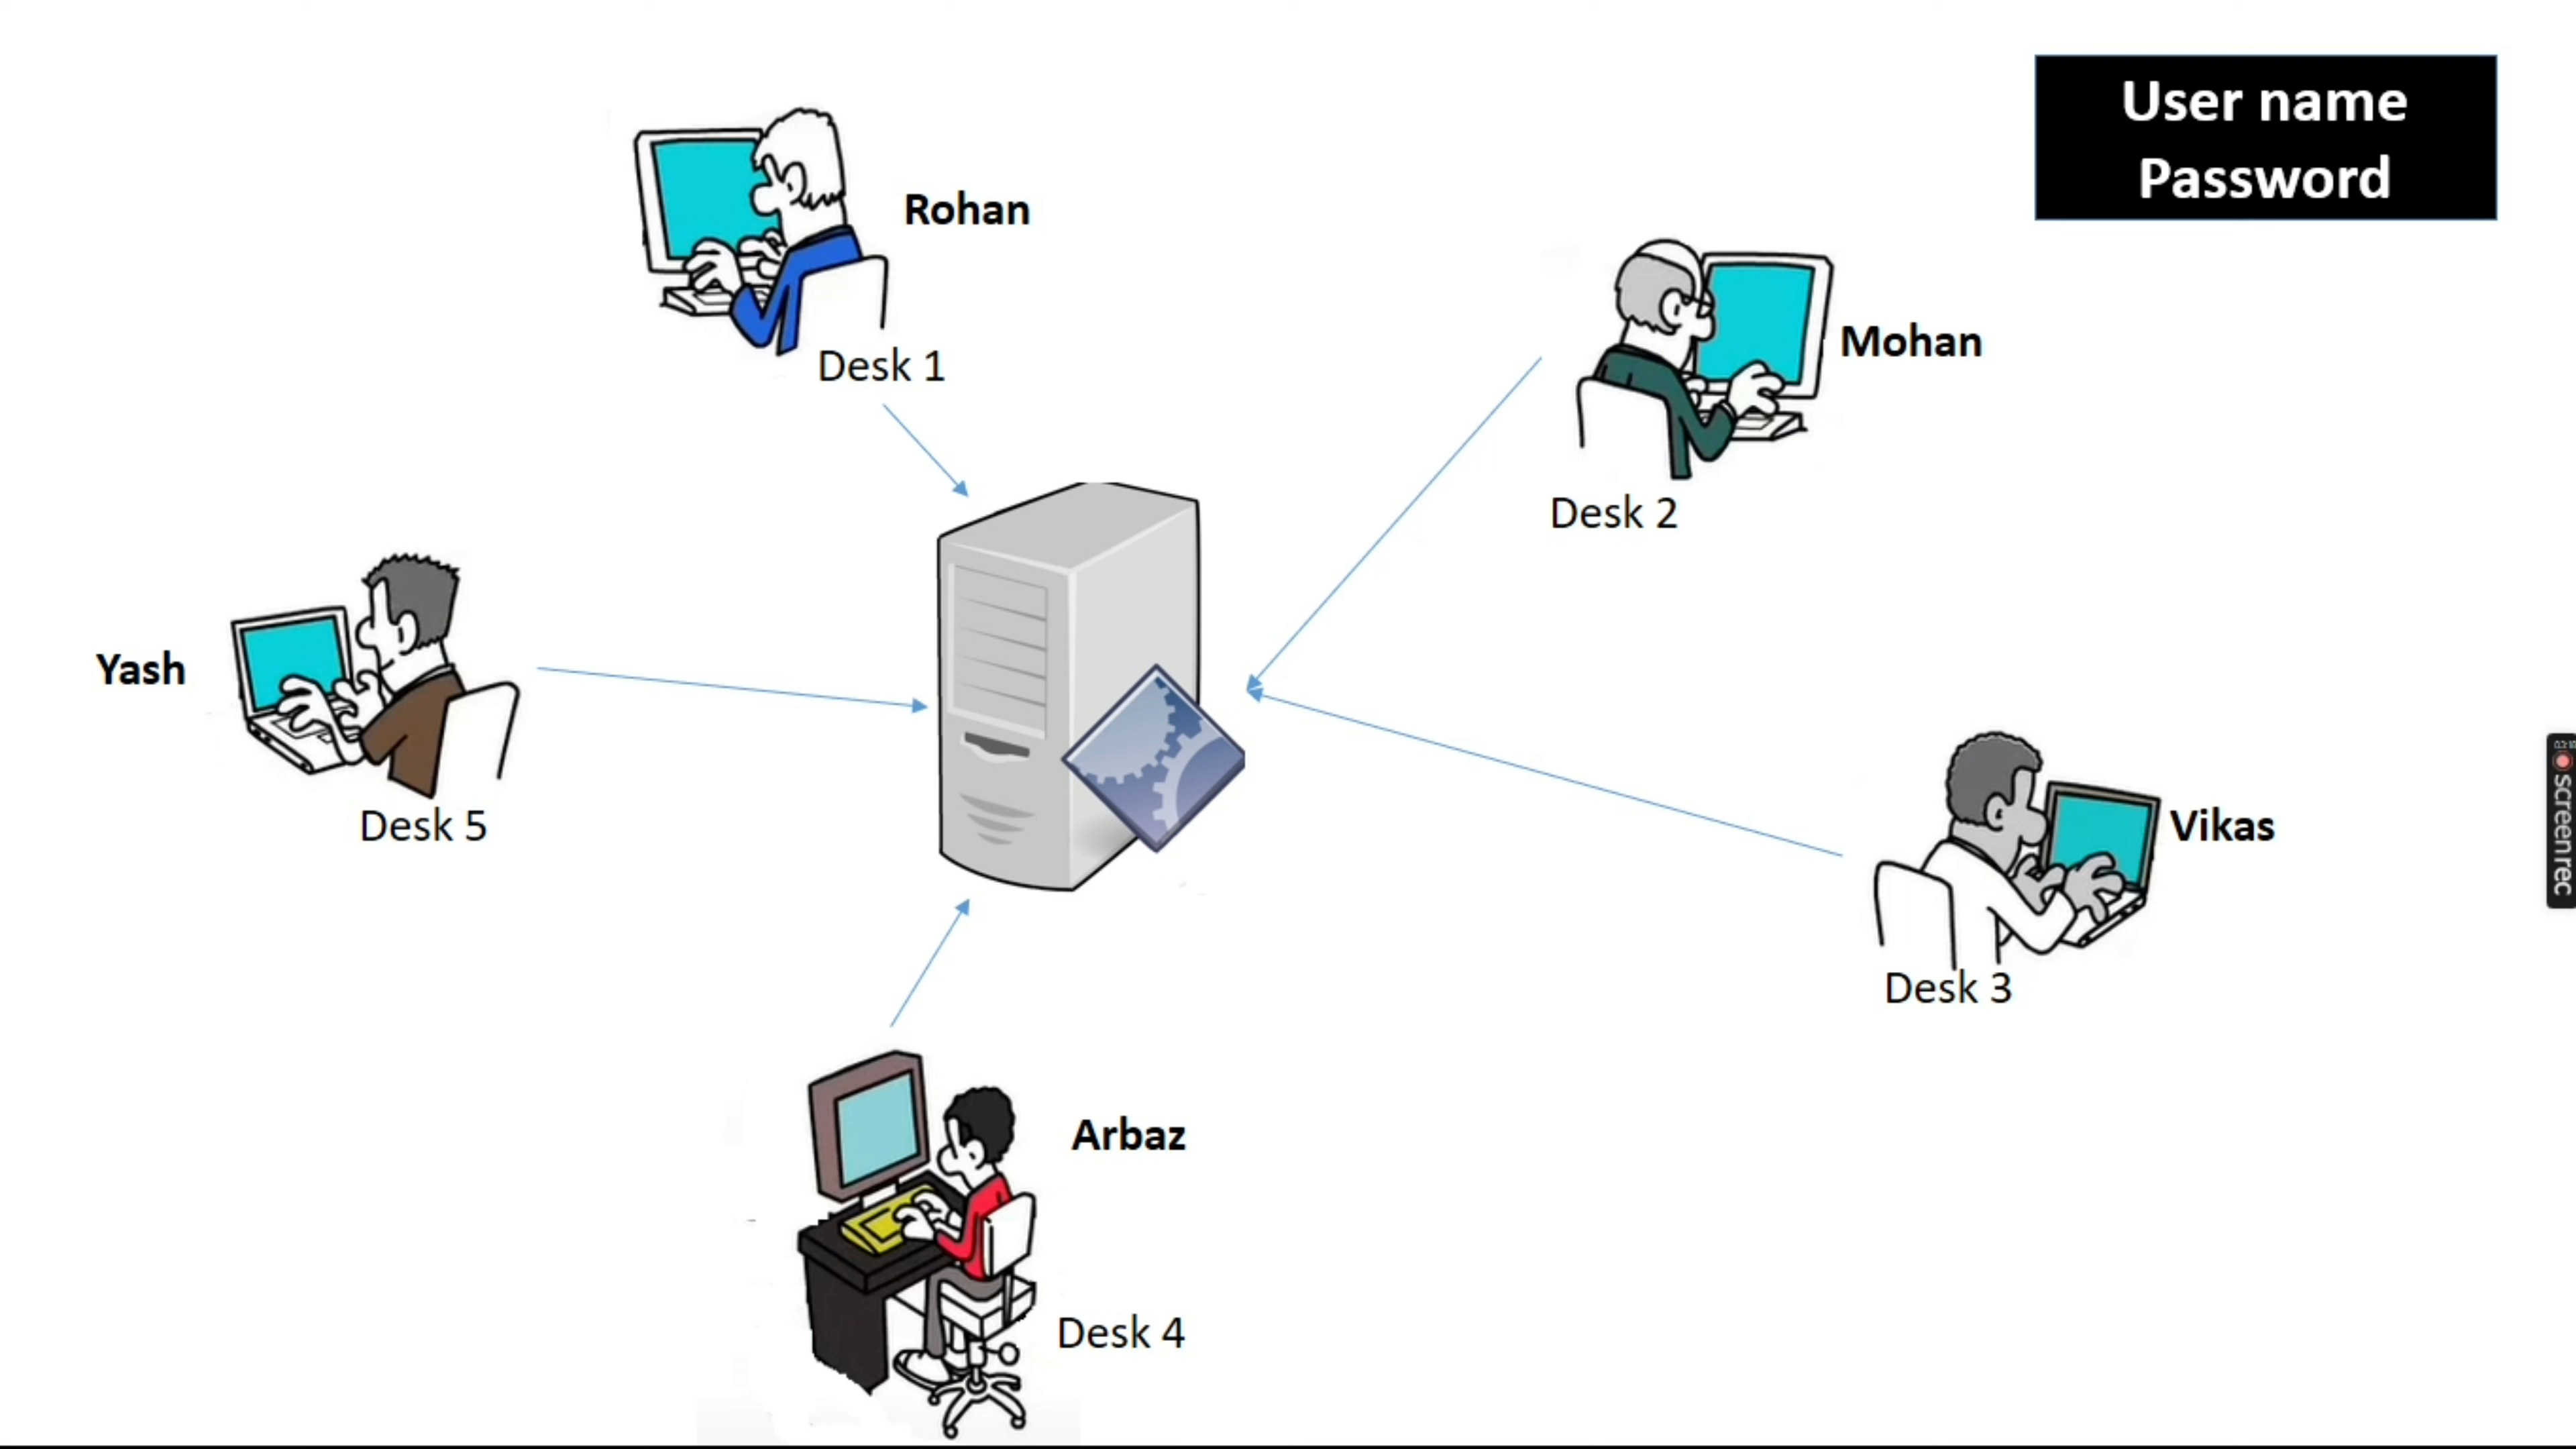 User name
Password
Rohan
Desk 1
Mohan
Desk 2
Yash
Desk 5
Vikas
Desk 3
Arbaz
Desk 4
screenrec